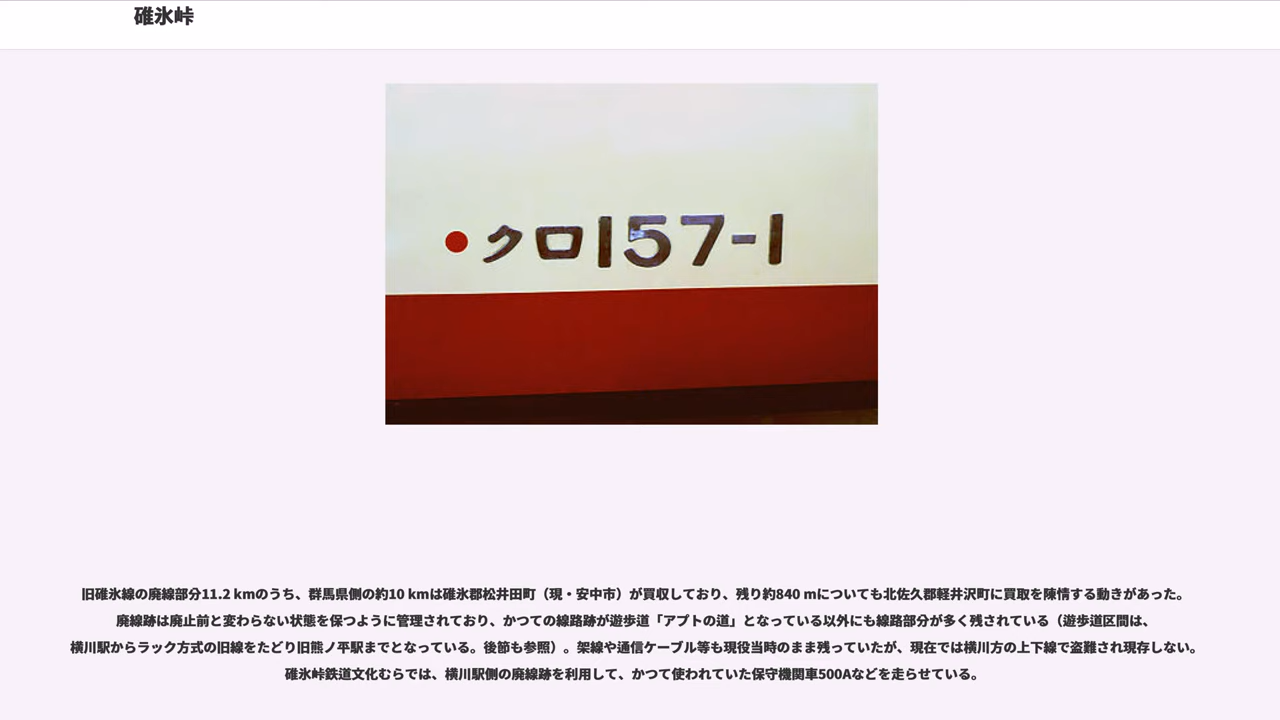 碓氷峠
クロ157-1
旧碓氷線の廃線部分11.2 kmのうち、群馬県側の約10 kmは碓氷郡松井田町（現・安中市）が買収しており、残り約840 mについても北佐久郡軽井沢町に買取を陳情する動きがあった。
廃線跡は廃止前と変わらない状態を保つように管理されており、かつての線路跡が遊歩道「アプトの道」となっている以外にも線路部分が多く残されている（遊歩道区間は、
横川駅からラック方式の旧線をたどり旧熊ノ平駅までとなっている。後節も参照）。架線や通信ケーブル等も現役当時のまま残っていたが、現在では横川方の上下線で盗難され現存しない。
碓氷峠鉄道文化むらでは、横川駅側の廃線跡を利用して、かつて使われていた保守機関車500Aなどを走らせている。